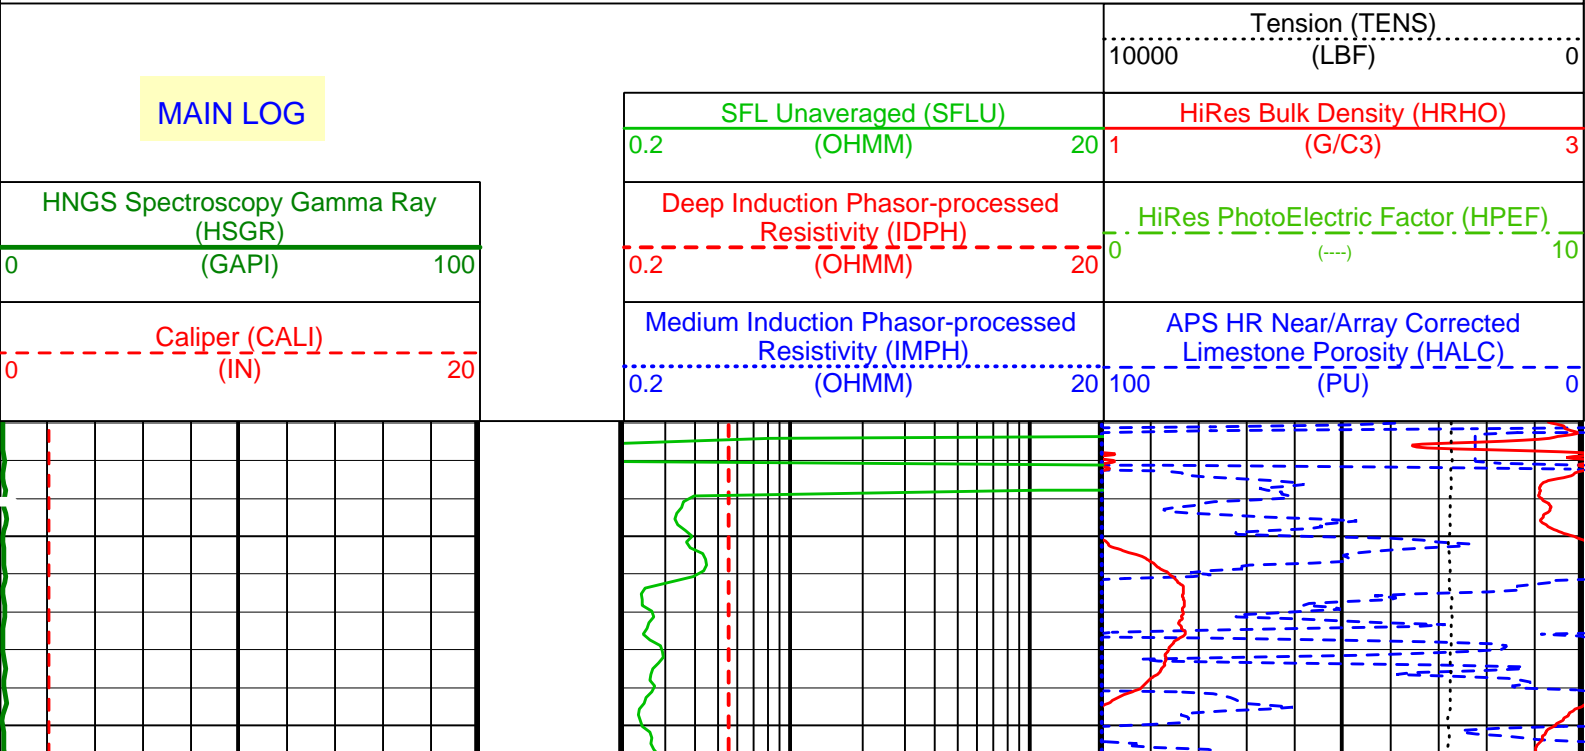 Tension (TENS)
10000 (LBF) 0
MAIN LOG
SFL Unaveraged (SFLU)
0.2 (OHMM) 20
HiRes Bulk Density (HRHO)
1 (G/C3) 3
HNGS Spectroscopy Gamma Ray
(HSGR)
0 (GAPI) 100
Deep Induction Phasor-processed
Resistivity (IDPH)
0.2 (OHMM) 20
HiRes PhotoElectric Factor (HPEF)
0 (----) 10
Caliper (CALI)
0 (IN) 20
Medium Induction Phasor-processed
Resistivity (IMPH)
0.2 (OHMM) 20
APS HR Near/Array Corrected
Limestone Porosity (HALC)
100 (PU) 0